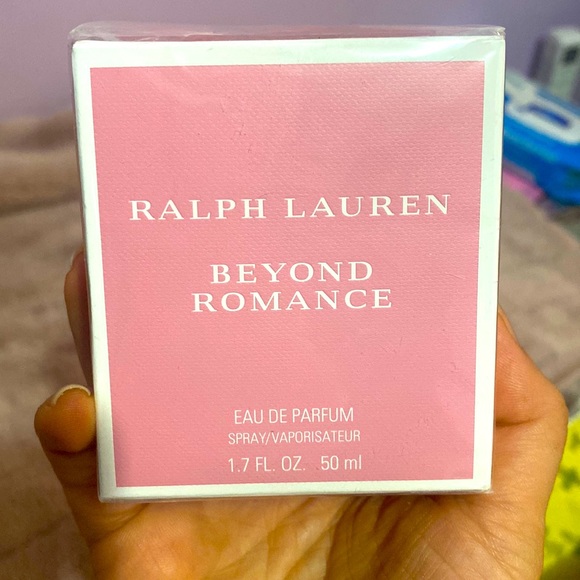 RALPH LAUREN
BEYOND
ROMANCE
EAU DE PARFUM
SPRAY/VAPORISATEUR
1.7 FL. OZ. 50 ml